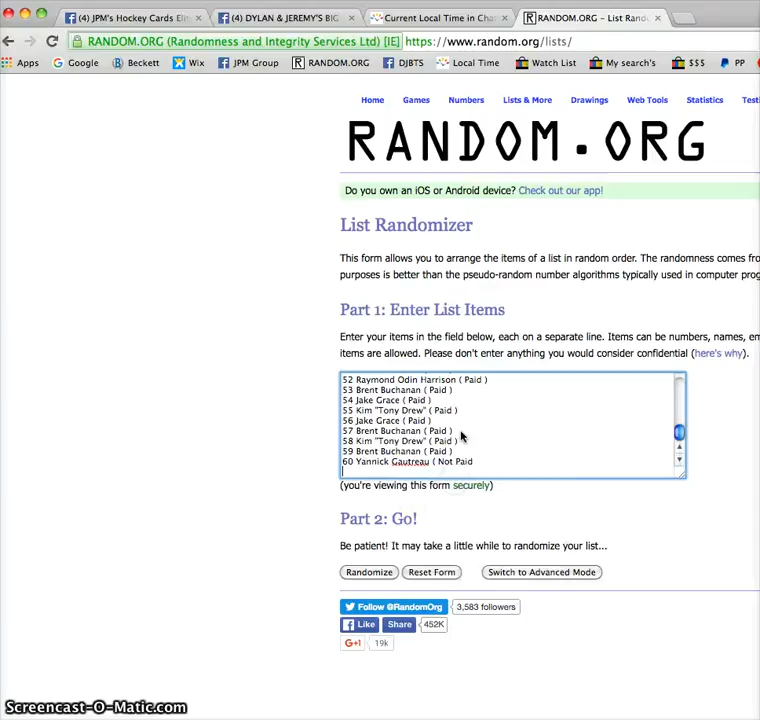 (4) JPM's Hockey Cards Eli
(4) DYLAN & JEREMY'S BIG
Current Local Time in Cha
RANDOM.ORG – List Rand
RANDOM.ORG (Randomness and Integrity Services Ltd) [IE] https://www.random.org/lists/
Apps Google Beckett Wix JPM Group RANDOM.ORG DJBTS Local Time Watch List My search's $$$ PP
Home Games Numbers Lists & More Drawings Web Tools Statistics Testi
RANDOM.ORG
Do you own an iOS or Android device? Check out our app!
List Randomizer
This form allows you to arrange the items of a list in random order. The randomness comes fro
purposes is better than the pseudo-random number algorithms typically used in computer prog
Part 1: Enter List Items
Enter your items in the field below, each on a separate line. Items can be numbers, names, em
items are allowed. Please don't enter anything you would consider confidential (here's why).
52 Raymond Odin Harrison ( Paid )
53 Brent Buchanan ( Paid )
54 Jake Grace ( Paid )
55 Kim "Tony Drew" ( Paid )
56 Jake Grace ( Paid )
57 Brent Buchanan ( Paid )
58 Kim "Tony Drew" ( Paid )
59 Brent Buchanan ( Paid )
60 Yannick Gautreau ( Not Paid
(you're viewing this form securely)
Part 2: Go!
Be patient! It may take a little while to randomize your list...
Randomize Reset Form Switch to Advanced Mode
Follow @RandomOrg 3,583 followers
Like Share 452K
G+1 19k
Screencast-O-Matic.com